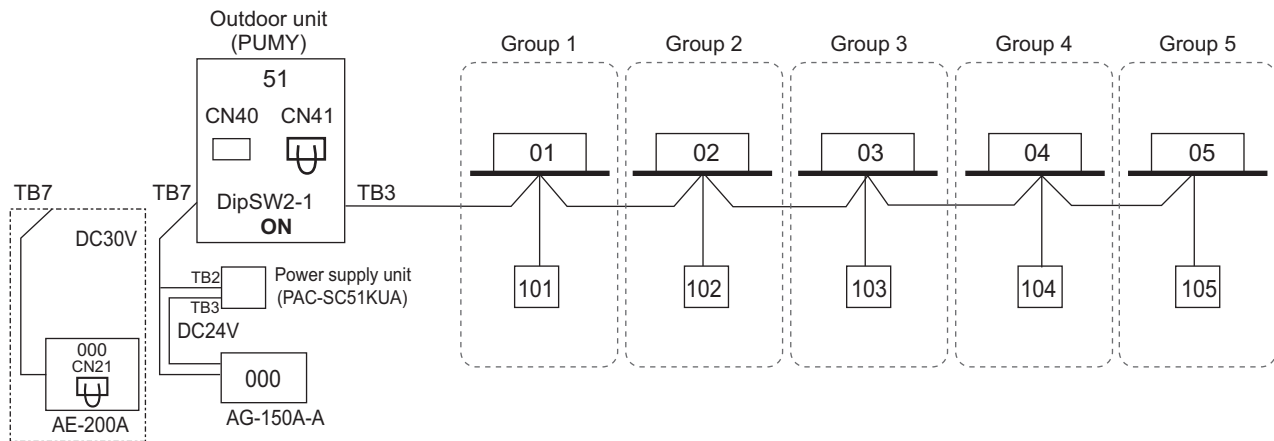 Outdoor unit
(PUMY)
Group 1 Group 2 Group 3 Group 4 Group 5
51
CN40 CN41
01 02 03 04 05
TB7 TB7 DipSW2-1 TB3
ON
DC30V
TB2 Power supply unit
(PAC-SC51KUA)
TB3
DC24V
101 102 103 104 105
000
CN21
000
AE-200A
AG-150A-A